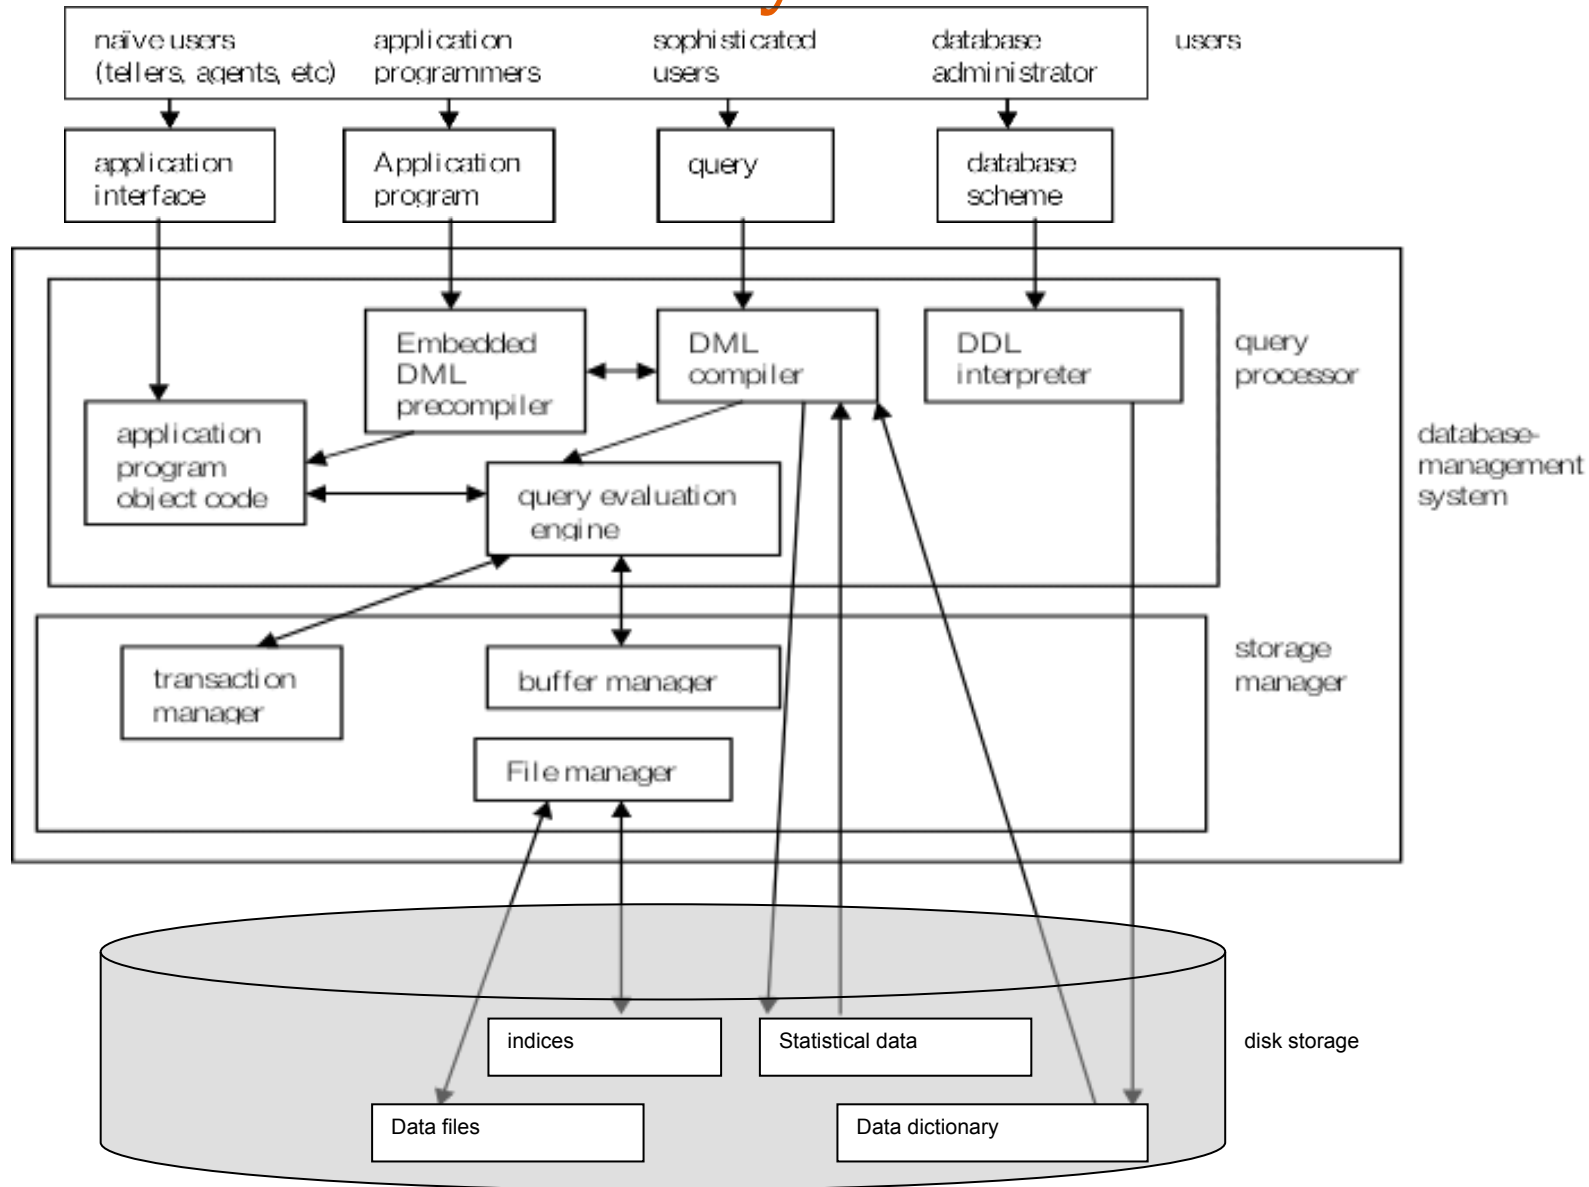 naïve users
(tellers, agents, etc)
application
programmers
sophisticated
users
database
administrator
users
application
interface
Application
program
query
database
scheme
Embedded
DML
precompiler
DML
compiler
DDL
interpreter
query
processor
application
program
object code
query evaluation
engine
database-
management
system
transaction
manager
buffer manager
File manager
storage
manager
indices
Statistical data
disk storage
Data files
Data dictionary